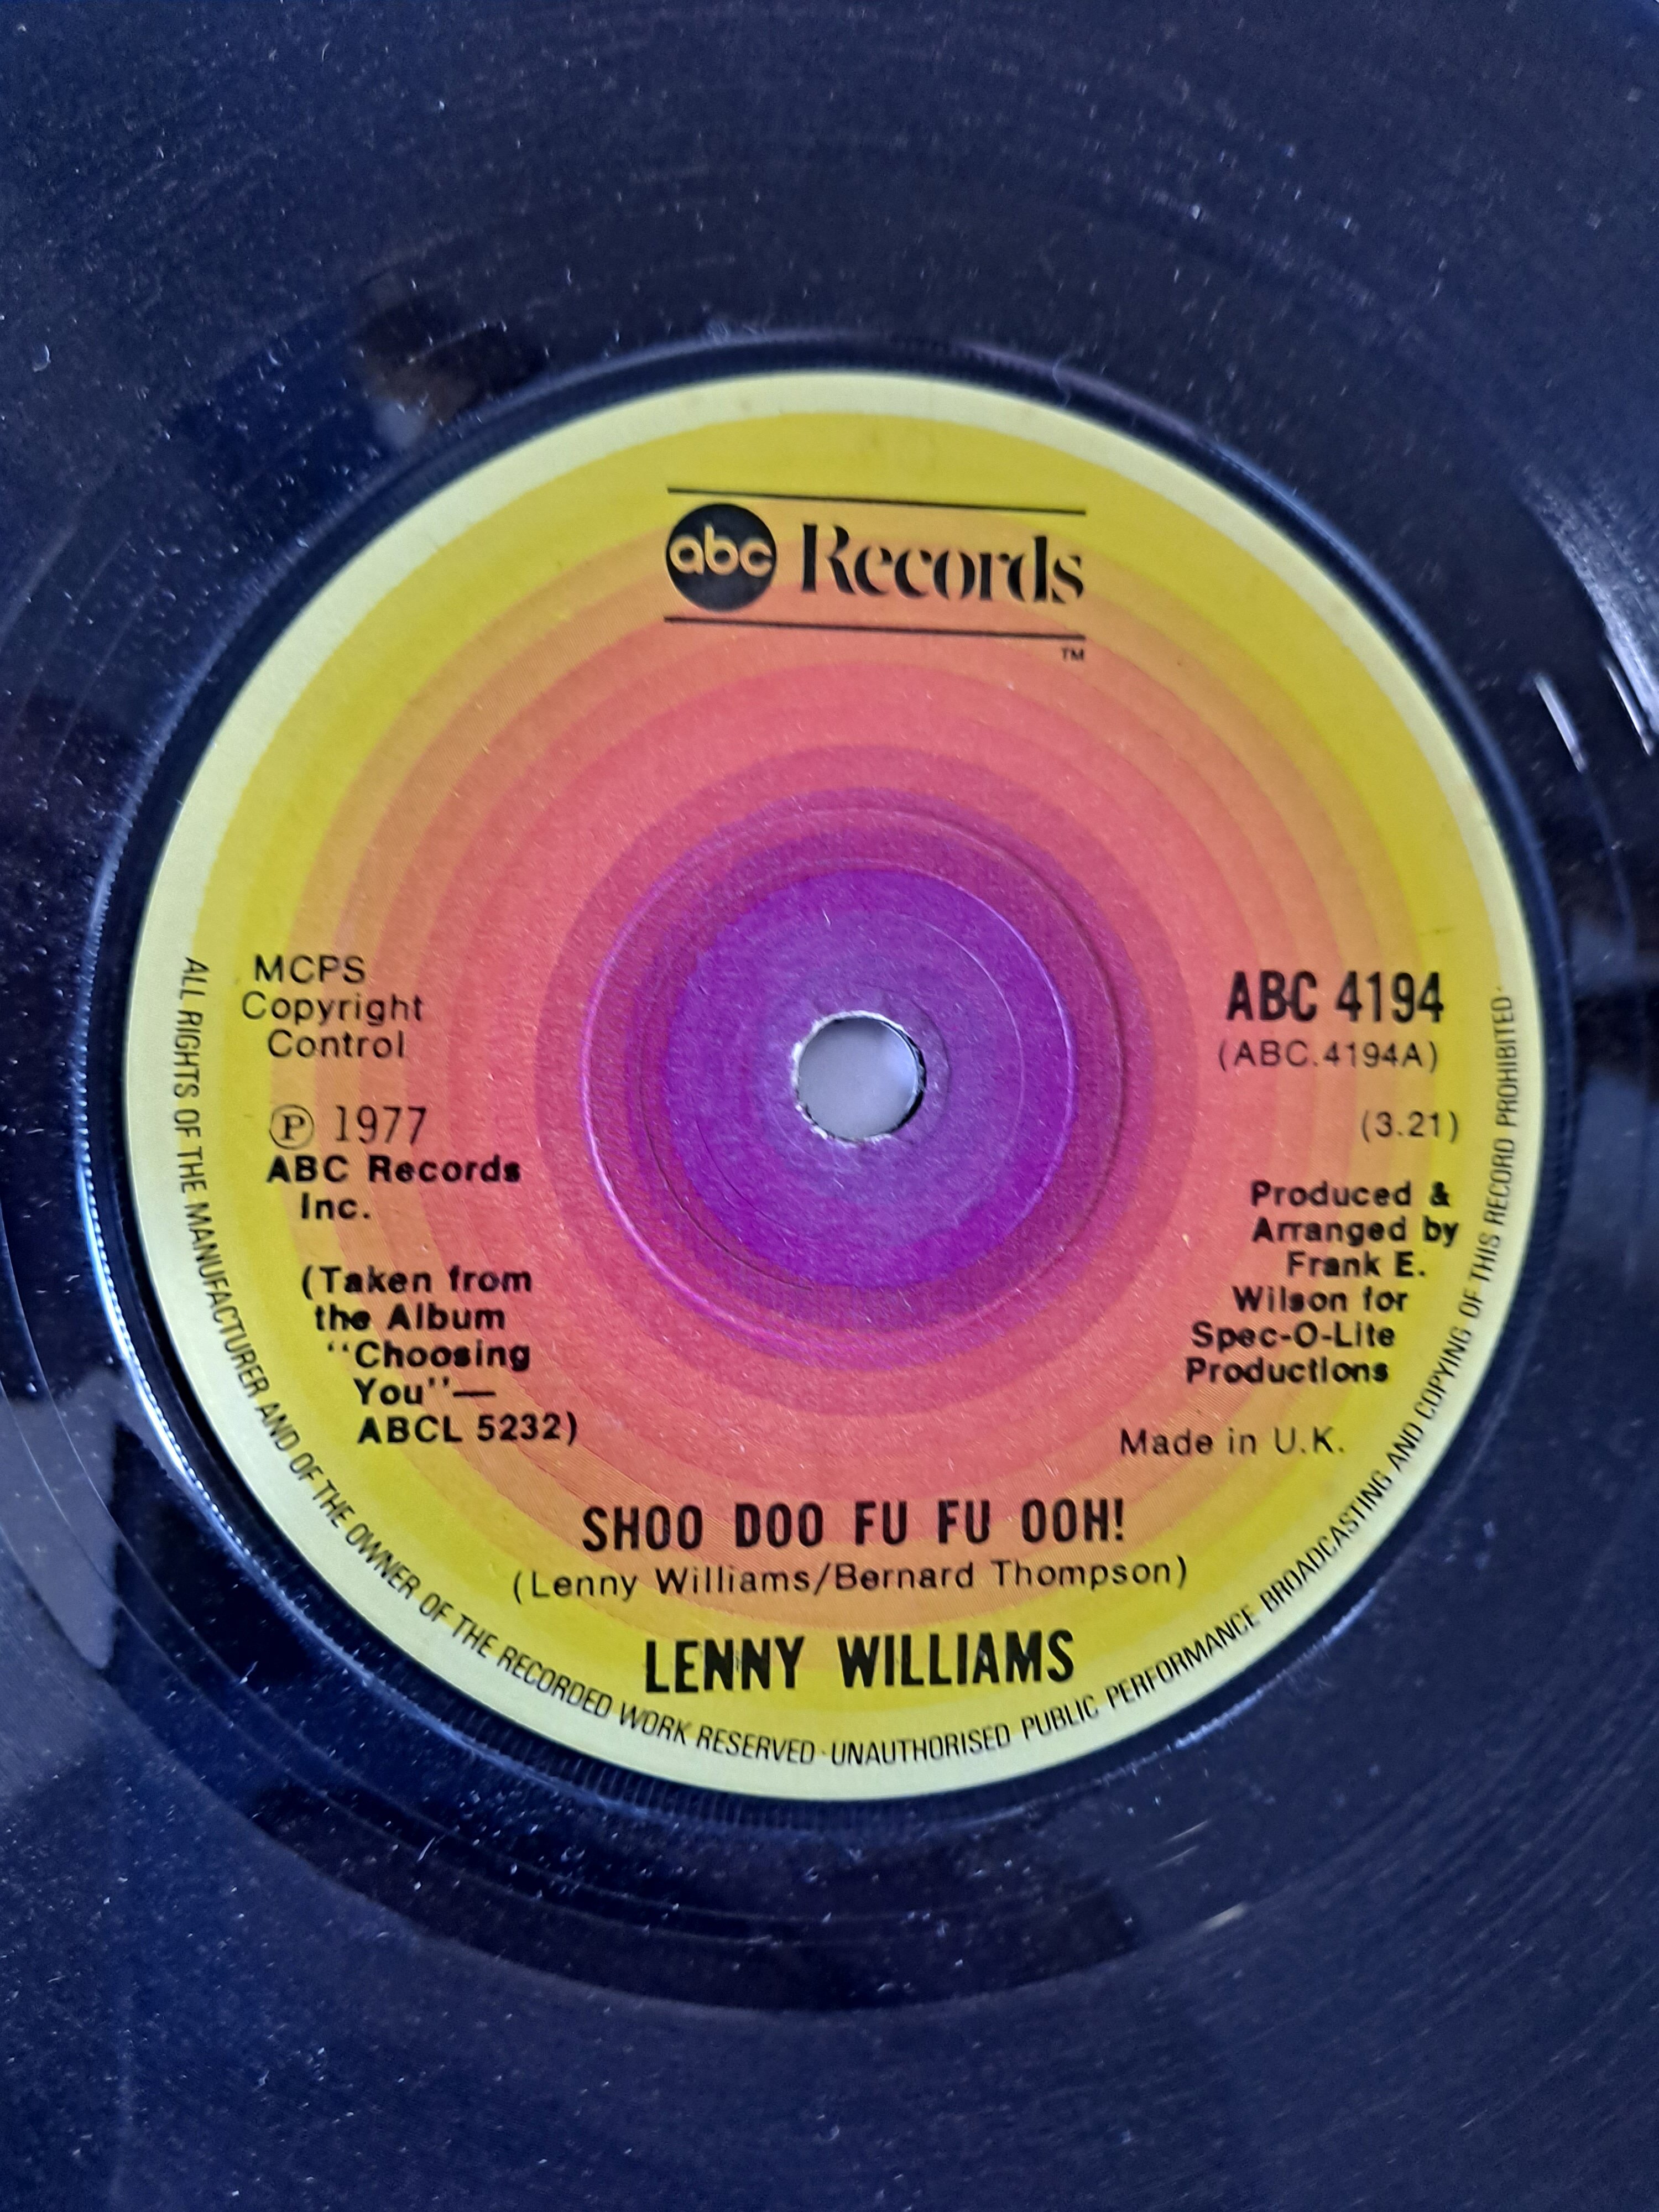 abc Records
TM
MCPS
Copyright
Control
Ⓟ 1977
ABC Records
Inc.
(Taken from
the Album
"Choosing
You"—
ABCL 5232)
ABC 4194
(ABC.4194A)
(3.21)
Produced &
Arranged by
Frank E.
Wilson for
Spec-O-Lite
Productions
Made in U.K.
SHOO DOO FU FU OOH!
(Lenny Williams/Bernard Thompson)
LENNY WILLIAMS
ALL RIGHTS OF THE MANUFACTURER AND OF THE OWNER OF THE RECORDED WORK RESERVED · UNAUTHORISED PUBLIC PERFORMANCE BROADCASTING AND COPYING OF THIS RECORD PROHIBITED ·